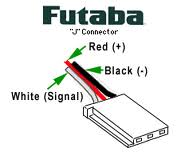 Futaba
"J" Connector
Red (+)
Black (-)
White (Signal)